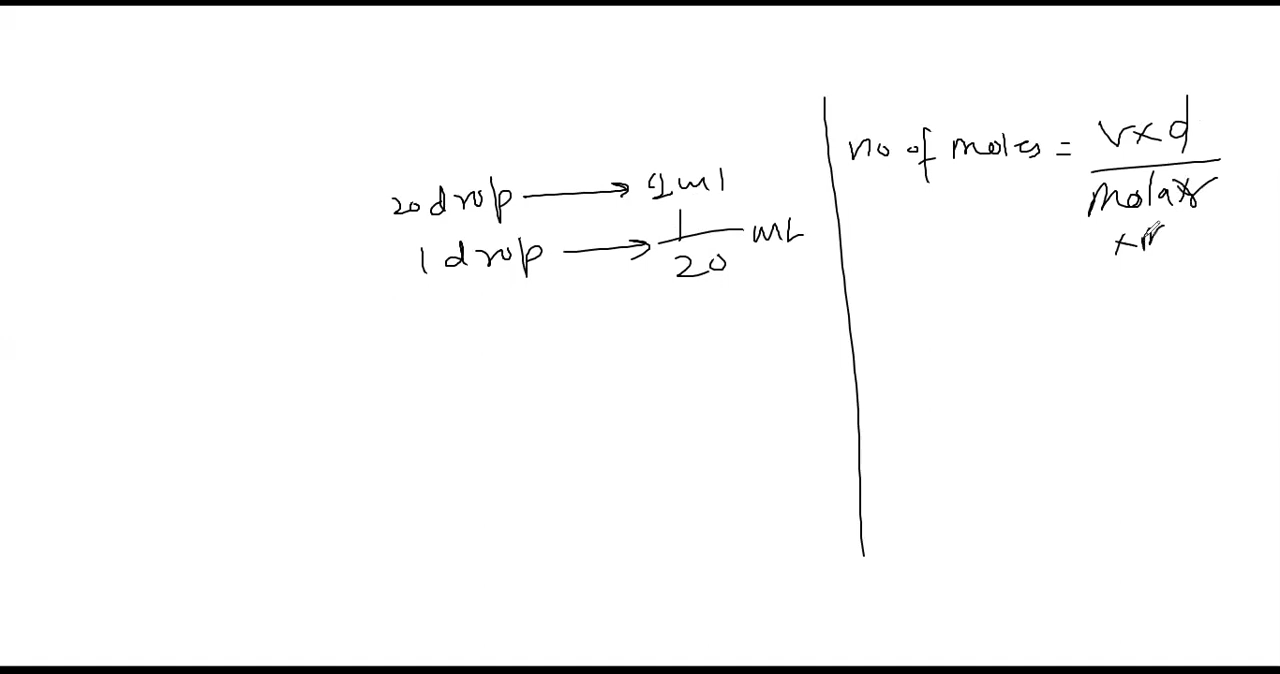 20 drop → 1 ml
1 drop → 1/20 mL
no of moles = v x d
molar